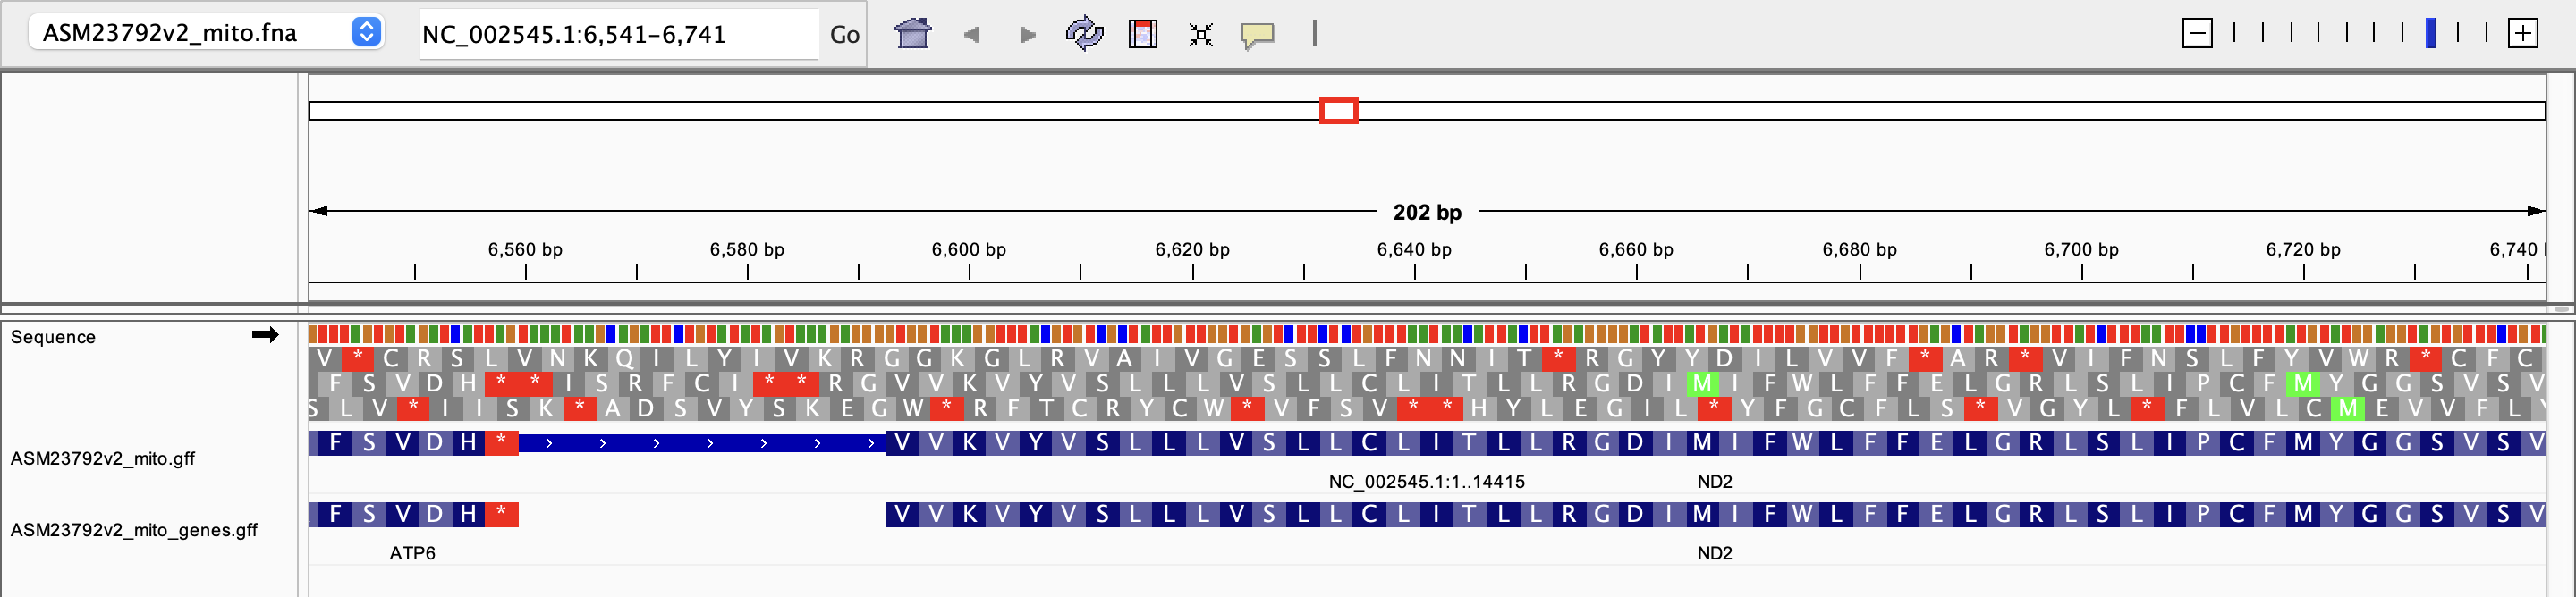 ASM23792v2_mito.fna NC_002545.1:6,541-6,741 Go
202 bp
6,560 bp 6,580 bp 6,600 bp 6,620 bp 6,640 bp 6,660 bp 6,680 bp 6,700 bp 6,720 bp 6,740
Sequence
V * C R S L V N K Q I L Y I V K R G G K G L R V A I V G E S S L F N N I T * R G Y Y D I L V V F * A R * V I F N S L F Y V W R * C F C
F S V D H * * I S R F C I * * R G V V K V Y V S L L L V S L L C L I T L L R G D I M I F W L F F E L G R L S L I P C F M Y G G S V S V
S L V * I I S K * A D S V Y S K E G W * R F T C R Y C W * V F S V * * H Y L E G I L * Y F G C F L S * V G Y L * F L V L C M E V V F L Y
ASM23792v2_mito.gff
F S V D H * V V K V Y V S L L L V S L L C L I T L L R G D I M I F W L F F E L G R L S L I P C F M Y G G S V S V
NC_002545.1:1..14415 ND2
ASM23792v2_mito_genes.gff
F S V D H * V V K V Y V S L L L V S L L C L I T L L R G D I M I F W L F F E L G R L S L I P C F M Y G G S V S V
ATP6 ND2